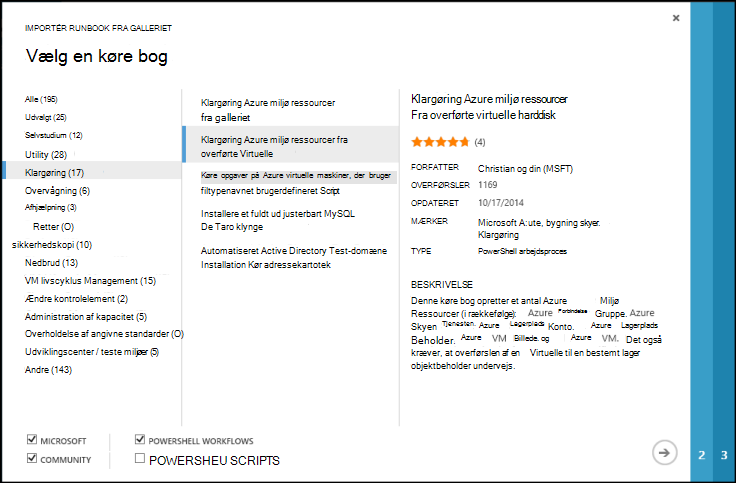 IMPORTÉR RUNBOOK FRA GALLERIET
Vælg en køre bog
Alle (195)
Udvalgt (25)
Selvstudium (12)
Utility (28)
Klargøring (17)
Overvågning (6)
Afhjælpning (3)
Retter (O)
sikkerhedskopi (10)
Nedbrud (13)
VM livscyklus Management (15)
Ændre kontrolelement (2)
Administration af kapacitet (5)
Overholdelse af angivne standarder (O)
Udviklingscenter / teste miljøer (5)
Andre (143)
MICROSOFT
COMMUNITY
Klargøring Azure miljø ressourcer
fra galleriet
Klargøring Azure miljø ressourcer fra
overførte Virtuelle
Køre opgaver på Azure virtuelle maskiner, der bruger
filtypenavnet brugerdefineret Script
Installere et fuldt ud justerbart MySQL
De Taro klynge
Automatiseret Active Directory Test-domæne
Installation Kør adressekartotek
POWERSHELL WORKFLOWS
POWERSHEU SCRIPTS
Klargøring Azure miljø ressourcer
Fra overførte virtuelle harddisk
(4)
FORFATTER Christian og din (MSFT)
OVERFØRSLER 1169
OPDATERET 10/17/2014
MÆRKER Microsoft A:ute, bygning skyer.
Klargøring
TYPE PowerShell arbejdsproces
BESKRIVELSE
Denne køre bog opretter et antal Azure Miljø
Ressourcer (i rækkefølge): Azure Forbindelse Gruppe. Azure
Skyen Tjenesten. Azure Lagerplads Konto. Azure Lagerplads
Beholder. Azure VM Billede. og Azure VM. Det også
kræver, at overførslen af en Virtuelle til en bestemt lager
objektbeholder undervejs.
2 3